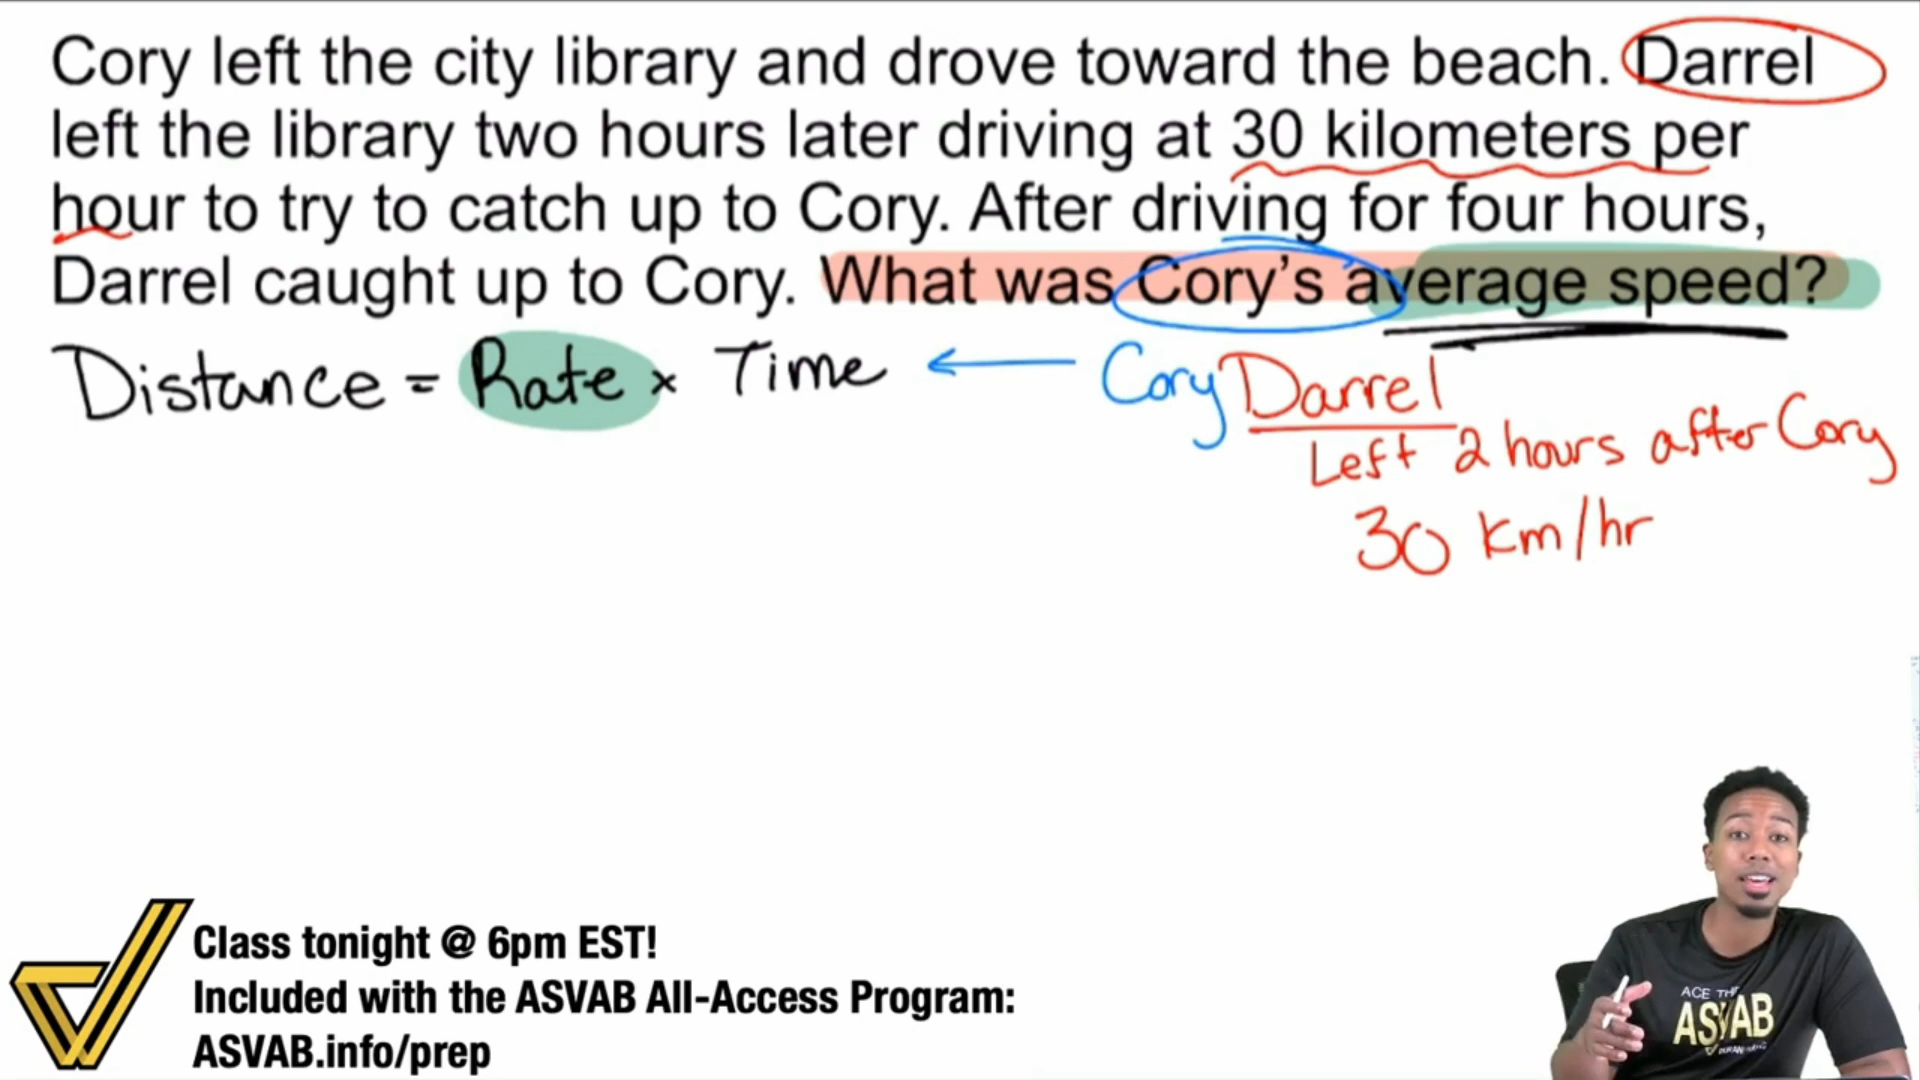 Cory left the city library and drove toward the beach. Darrel
left the library two hours later driving at 30 kilometers per
hour to try to catch up to Cory. After driving for four hours,
Darrel caught up to Cory. What was Cory's average speed?
Distance = Rate × Time ← Cory Darrel
Left 2 hours after Cory
30 km/hr
Class tonight @ 6pm EST!
Included with the ASVAB All-Access Program:
ASVAB.info/prep
ACE THE
ASVAB